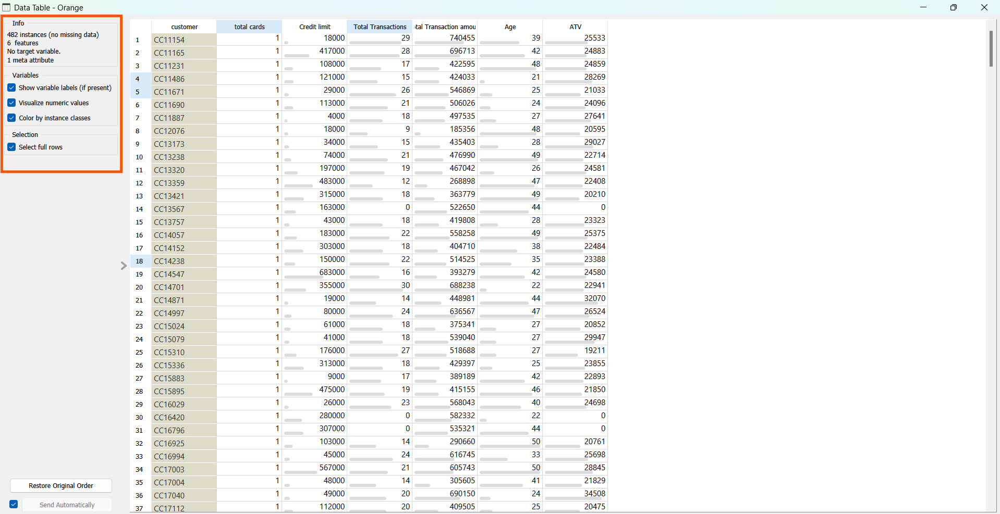 Data Table - Orange
Info
482 instances (no missing data)
6 features
No target variable.
1 meta attribute
Variables
Show variable labels (if present)
Visualize numeric values
Color by instance classes
Selection
Select full rows
Restore Original Order
Send Automatically
customer total cards Credit limit Total Transactions tal Transaction amou Age ATV
1 CC11154 1 18000 29 740455 39 25533
2 CC11165 1 417000 28 696713 42 24883
3 CC11231 1 108000 17 422595 48 24859
4 CC11486 1 121000 15 424033 21 28269
5 CC11671 1 29000 26 546869 25 21033
6 CC11690 1 113000 21 506026 24 24096
7 CC11887 1 4000 18 497535 27 27641
8 CC12076 1 18000 9 185356 48 20595
9 CC13173 1 34000 15 435403 28 29027
10 CC13238 1 74000 21 476990 49 22714
11 CC13320 1 197000 19 467042 26 24581
12 CC13359 1 483000 12 268898 47 22408
13 CC13421 1 315000 18 363779 49 20210
14 CC13567 1 163000 0 522650 44 0
15 CC13757 1 43000 18 419808 28 23323
16 CC14057 1 183000 22 558258 49 25375
17 CC14152 1 303000 18 404710 38 22484
18 CC14238 1 150000 22 514525 35 23388
19 CC14547 1 683000 16 393279 42 24580
20 CC14701 1 355000 30 688238 22 22941
21 CC14871 1 19000 14 448981 44 32070
22 CC14997 1 80000 24 636567 47 26524
23 CC15024 1 61000 18 375341 27 20852
24 CC15079 1 41000 18 539040 27 29947
25 CC15310 1 176000 27 518688 27 19211
26 CC15336 1 313000 18 429397 25 23855
27 CC15883 1 9000 17 389189 42 22893
28 CC15895 1 475000 19 415155 46 21850
29 CC16029 1 26000 23 568043 40 24698
30 CC16420 1 280000 0 582332 22 0
31 CC16796 1 307000 0 535321 44 0
32 CC16925 1 103000 14 290660 50 20761
33 CC16994 1 45000 24 616745 33 25698
34 CC17003 1 567000 21 605743 50 28845
35 CC17004 1 48000 14 305605 41 21829
36 CC17040 1 49000 20 690150 24 34508
37 CC17112 1 112000 20 409505 25 20475